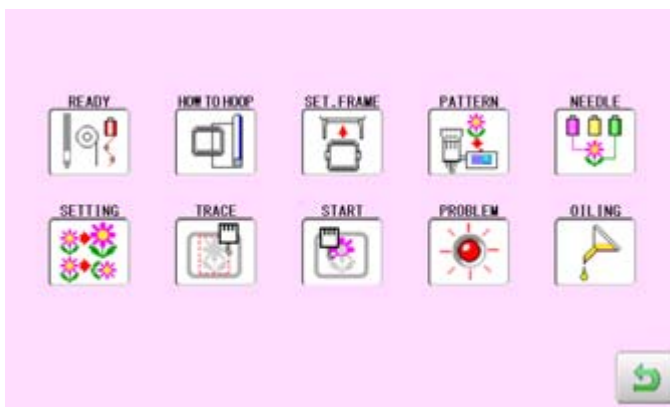 READY HOW TO HOOP SET.FRAME PATTERN NEEDLE
SETTING TRACE START PROBLEM OILING